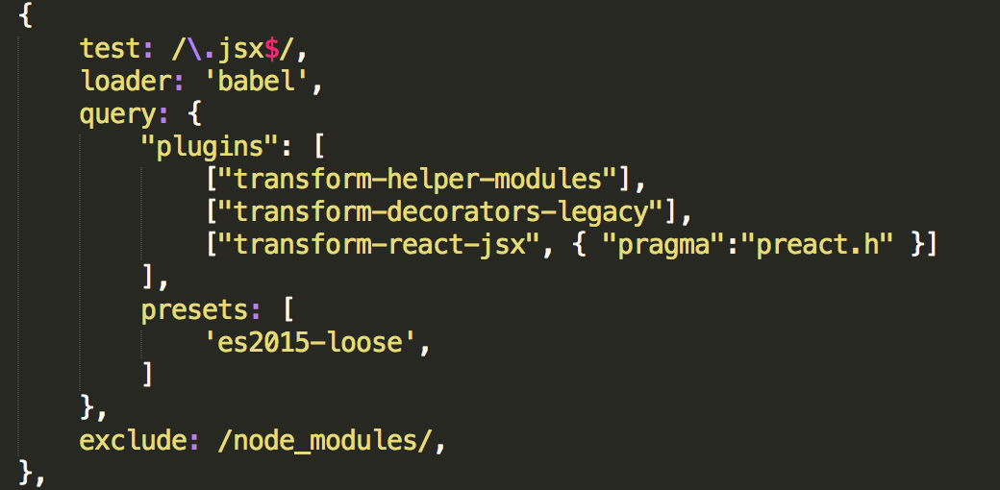 {
    test: /\.jsx$/,
    loader: 'babel',
    query: {
        "plugins": [
            ["transform-helper-modules"],
            ["transform-decorators-legacy"],
            ["transform-react-jsx", { "pragma":"preact.h" }]
        ],
        presets: [
            'es2015-loose',
        ]
    },
    exclude: /node_modules/,
},